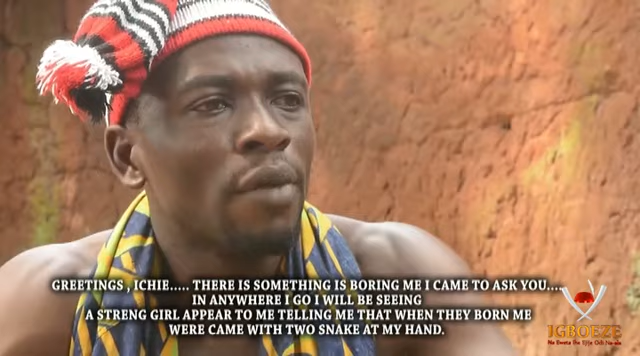 GREETINGS , ICHIE..... THERE IS SOMETHING IS BORING ME I CAME TO ASK YOU....
IN ANYWHERE I GO I WILL BE SEEING
A STRENG GIRL APPEAR TO ME TELLING ME THAT WHEN THEY BORN ME
WERE CAME WITH TWO SNAKE AT MY HAND.
IGBOEZE